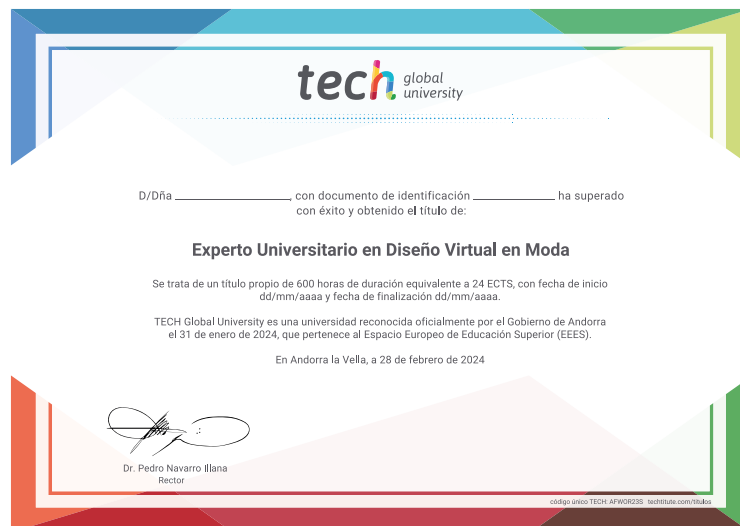 tech global
university
D/Dña ______________________, con documento de identificación ______________ ha superado
con éxito y obtenido el título de:
Experto Universitario en Diseño Virtual en Moda
Se trata de un título propio de 600 horas de duración equivalente a 24 ECTS, con fecha de inicio
dd/mm/aaaa y fecha de finalización dd/mm/aaaa.
TECH Global University es una universidad reconocida oficialmente por el Gobierno de Andorra
el 31 de enero de 2024, que pertenece al Espacio Europeo de Educación Superior (EEES).
En Andorra la Vella, a 28 de febrero de 2024
Dr. Pedro Navarro Illana
Rector
código único TECH: AFWOR23S techtitute.com/titulos